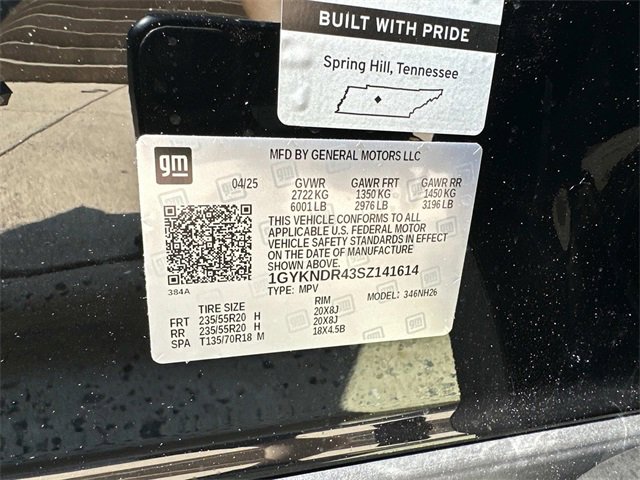 BUILT WITH PRIDE
Spring Hill, Tennessee
gm
MFD BY GENERAL MOTORS LLC
04/25 GVWR GAWR FRT GAWR RR
2722 KG 1350 KG 1450 KG
6001 LB 2976 LB 3196 LB
THIS VEHICLE CONFORMS TO ALL
APPLICABLE U.S. FEDERAL MOTOR
VEHICLE SAFETY STANDARDS IN EFFECT
ON THE DATE OF MANUFACTURE
SHOWN ABOVE.
1GYKNDR43SZ141614
384A
TYPE: MPV MODEL: 346NH26
TIRE SIZE RIM
FRT 235/55R20 H 20X8J
RR 235/55R20 H 20X8J
SPA T135/70R18 M 18X4.5B